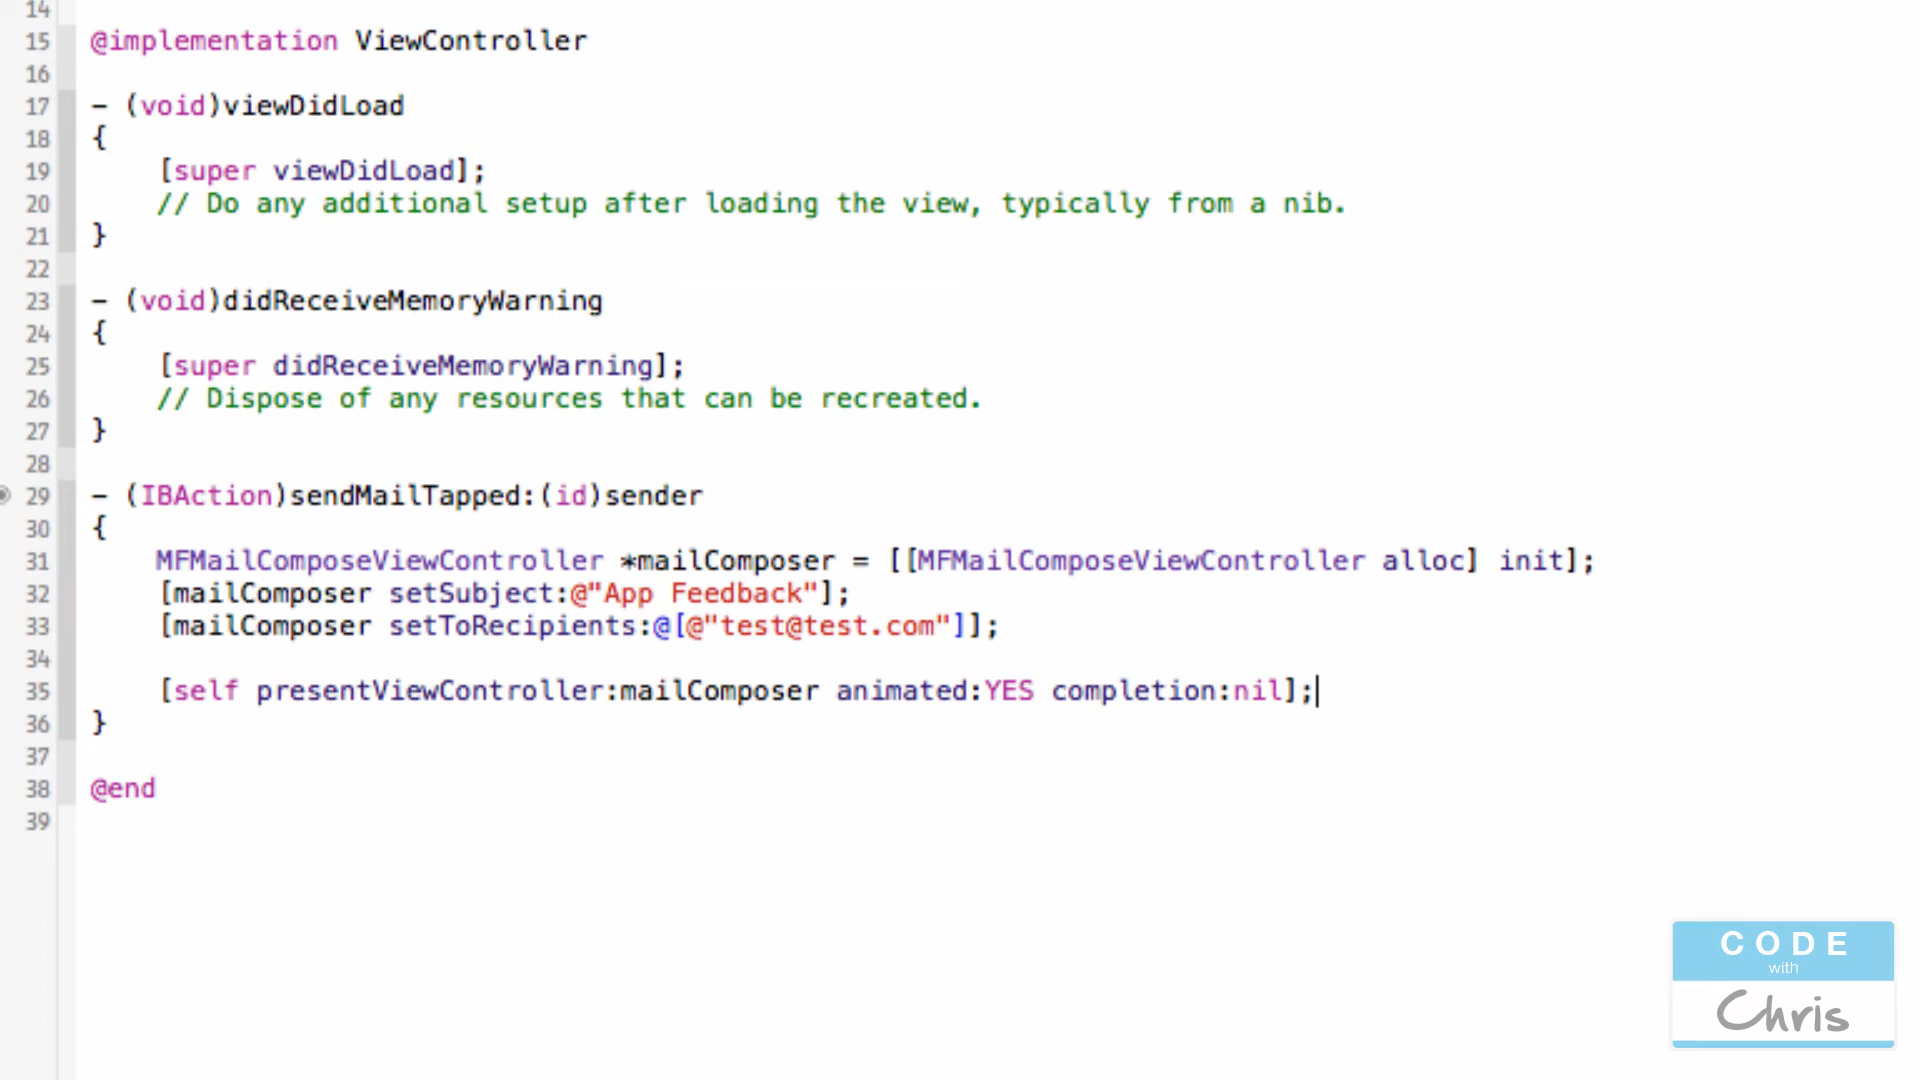 14
15 @implementation ViewController
16
17 - (void)viewDidLoad
18 {
19     [super viewDidLoad];
20     // Do any additional setup after loading the view, typically from a nib.
21 }
22
23 - (void)didReceiveMemoryWarning
24 {
25     [super didReceiveMemoryWarning];
26     // Dispose of any resources that can be recreated.
27 }
28
29 - (IBAction)sendMailTapped:(id)sender
30 {
31     MFMailComposeViewController *mailComposer = [[MFMailComposeViewController alloc] init];
32     [mailComposer setSubject:@"App Feedback"];
33     [mailComposer setToRecipients:@[@"test@test.com"]];
34
35     [self presentViewController:mailComposer animated:YES completion:nil];
36 }
37
38 @end
39
CODE
with
Chris